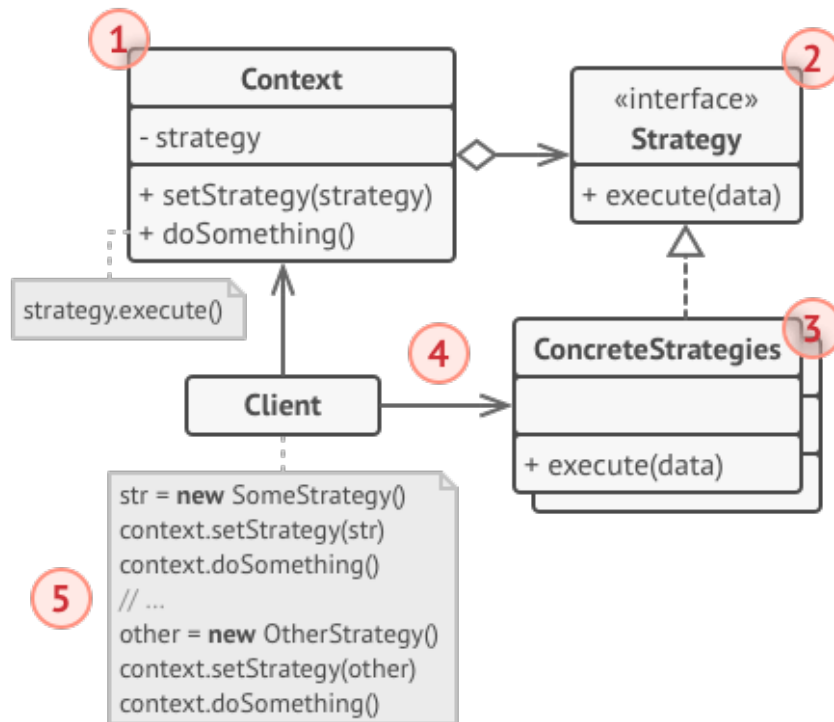 1
Context
- strategy
+ setStrategy(strategy)
+ doSomething()
strategy.execute()
2
«interface»
Strategy
+ execute(data)
3
ConcreteStrategies
+ execute(data)
4
Client
5
str = new SomeStrategy()
context.setStrategy(str)
context.doSomething()
// ...
other = new OtherStrategy()
context.setStrategy(other)
context.doSomething()